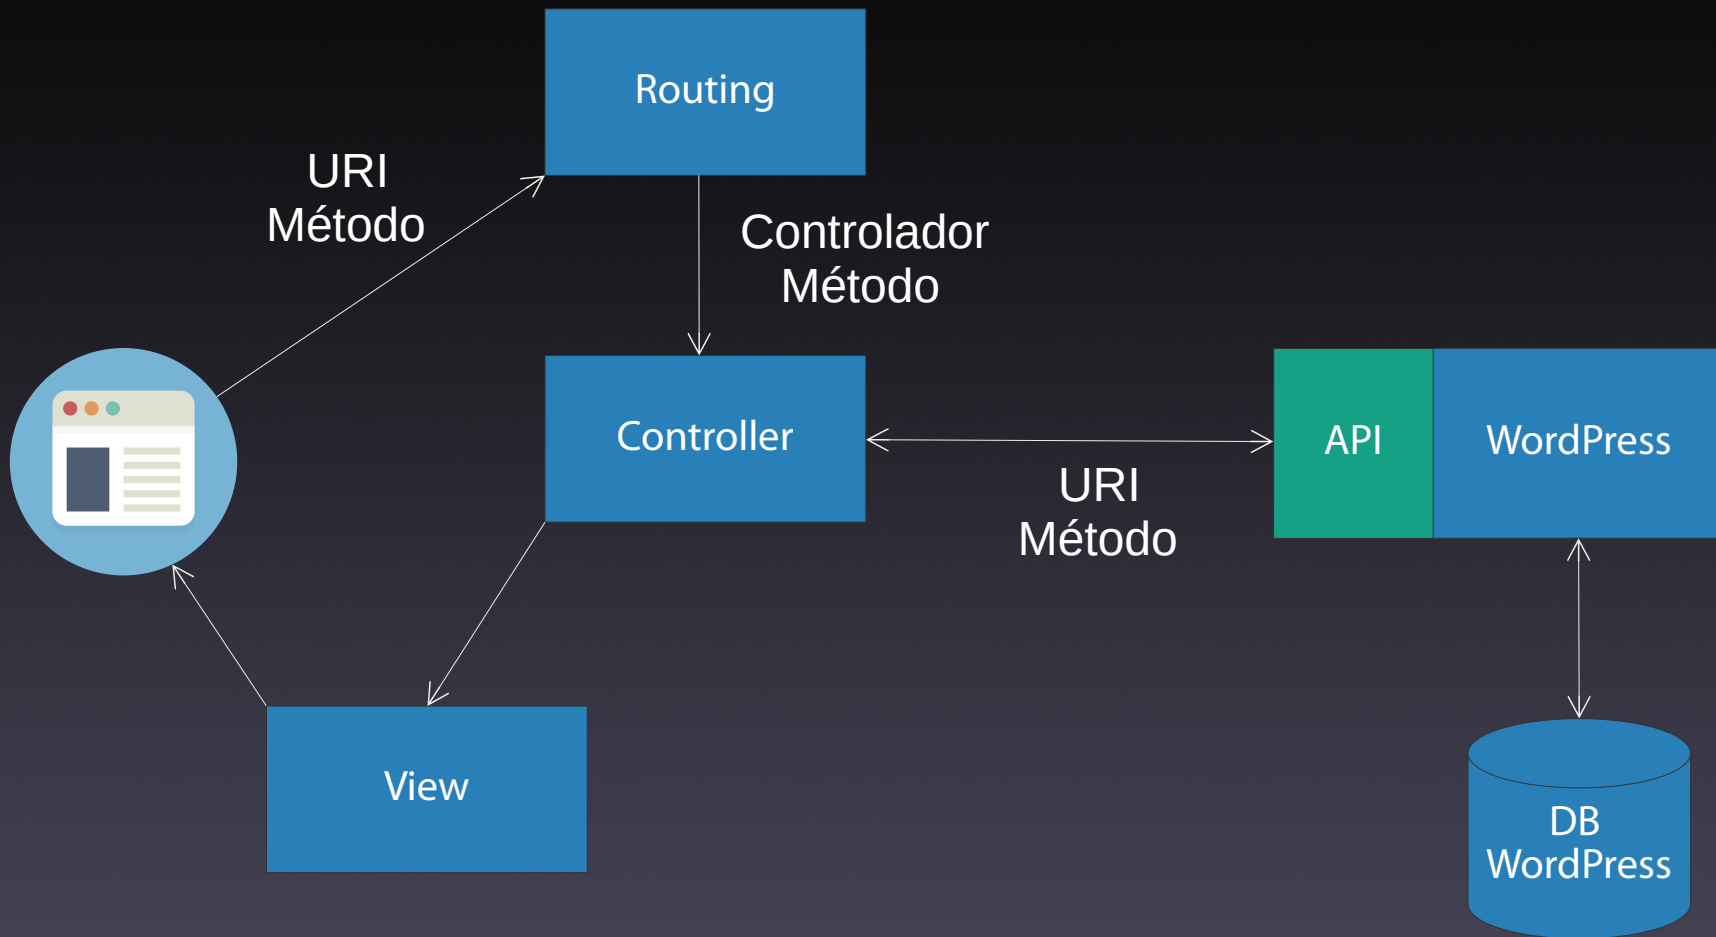 Routing
URI
Método
Controlador
Método
Controller
API
WordPress
URI
Método
View
DB
WordPress